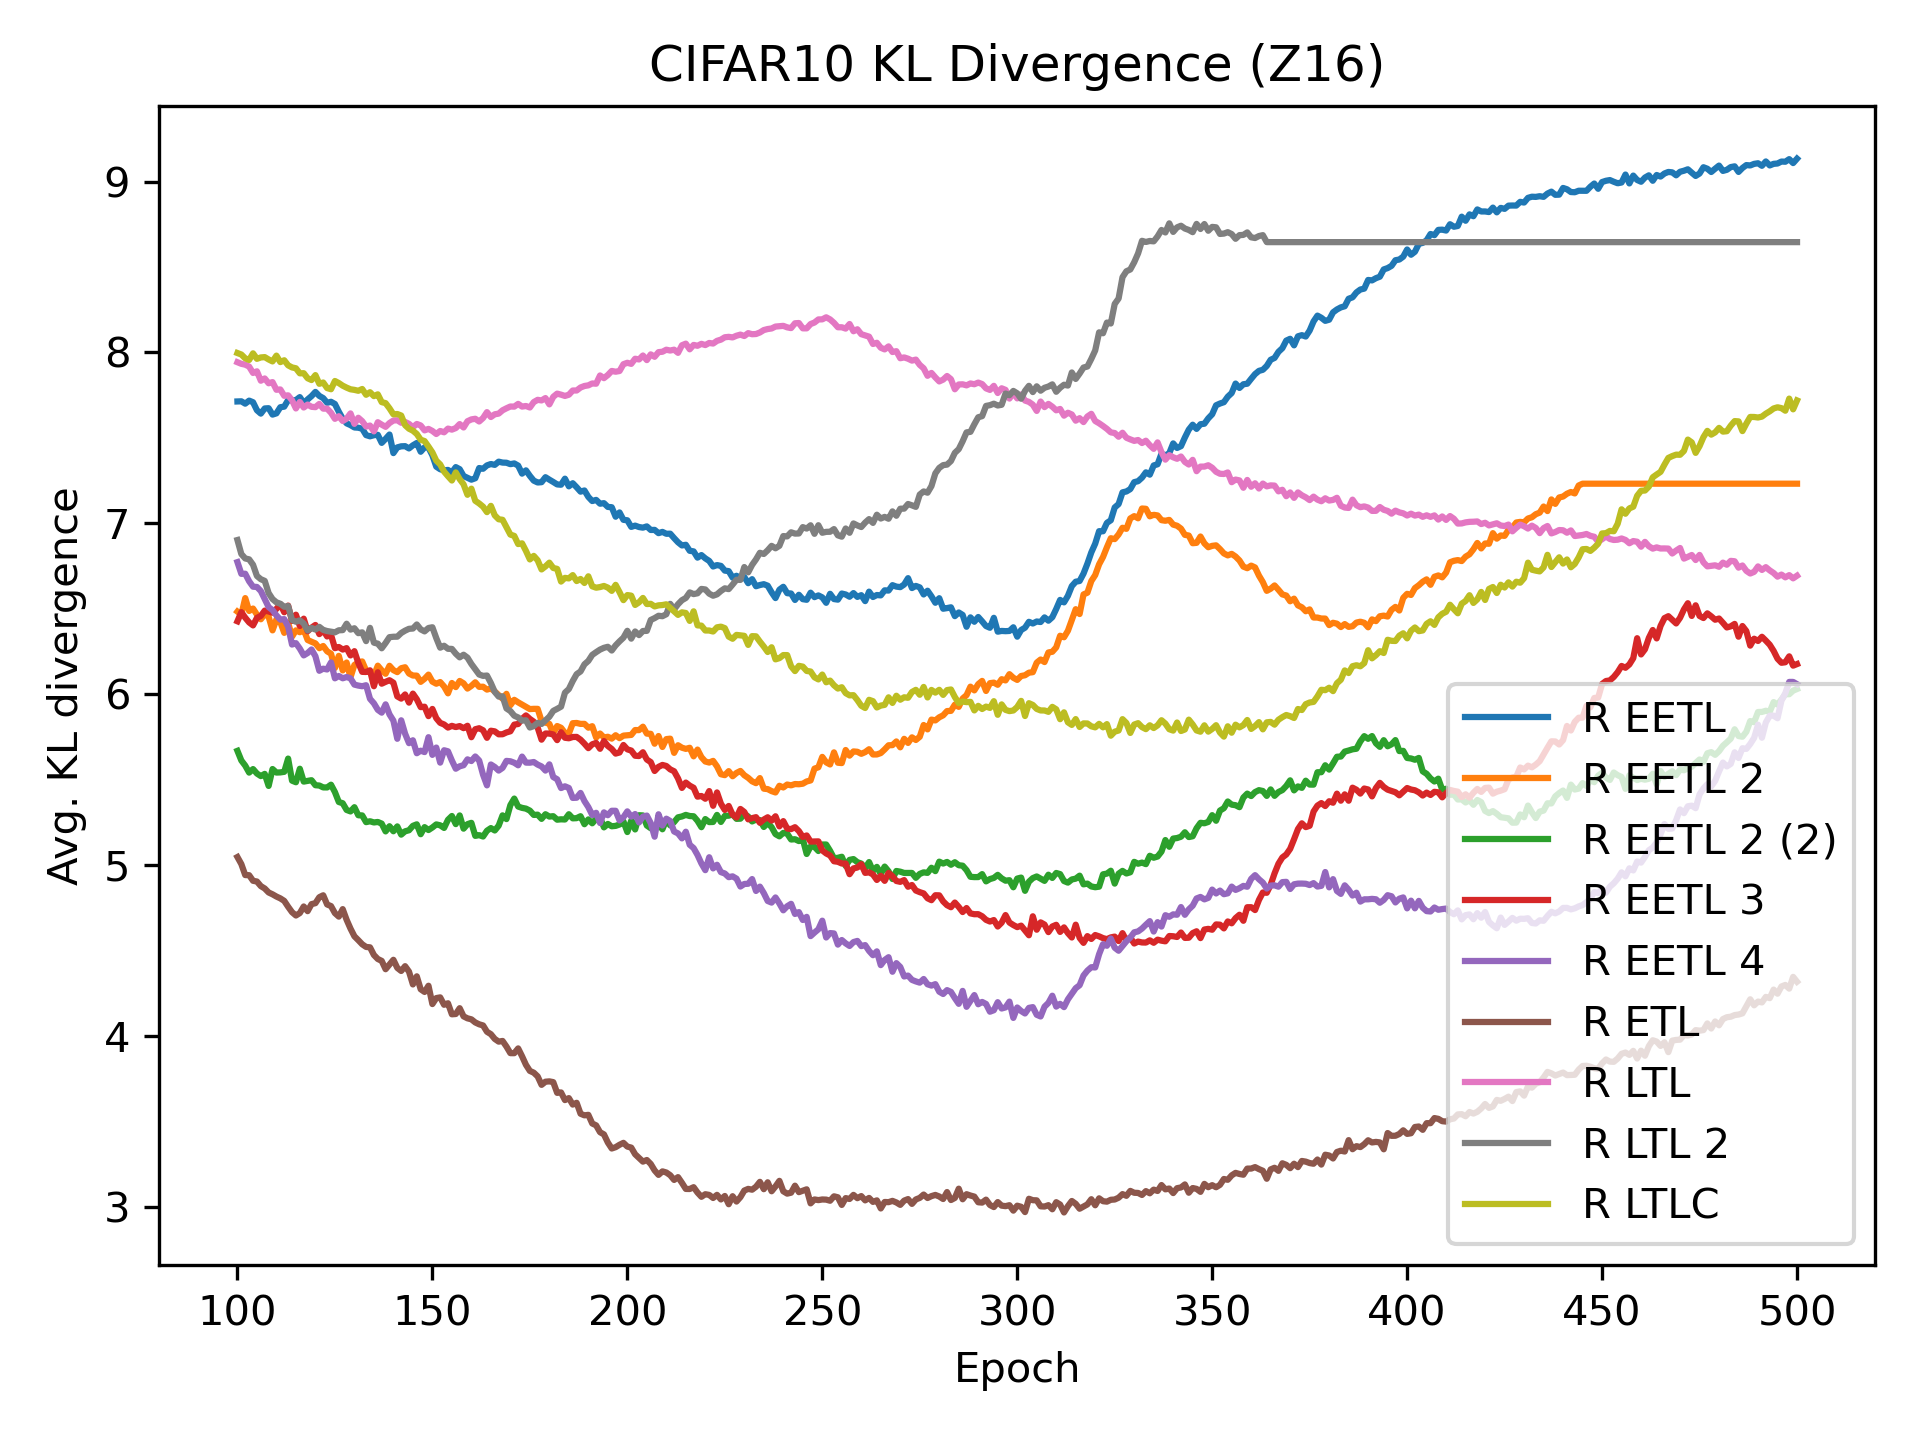 CIFAR10 KL Divergence (Z16)
Avg. KL divergence
9
8
7
6
5
4
3
R EETL
R EETL 2
R EETL 2 (2)
R EETL 3
R EETL 4
R ETL
R LTL
R LTL 2
R LTLC
100 150 200 250 300 350 400 450 500
Epoch